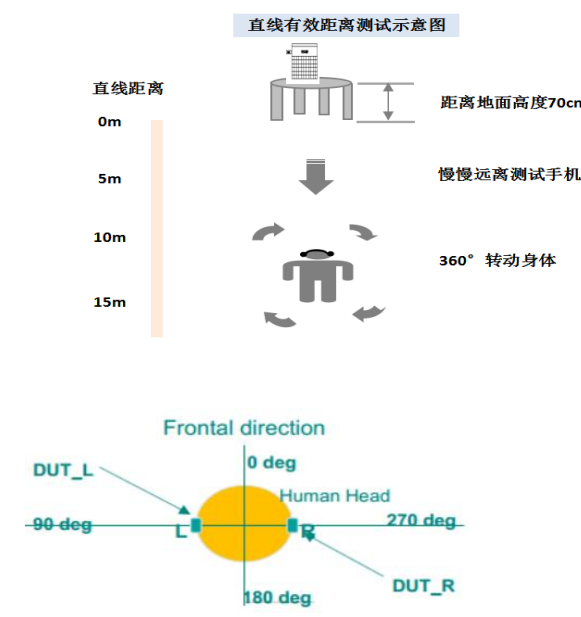 直线有效距离测试示意图
直线距离
0m
距离地面高度70cm
5m
慢慢远离测试手机
10m
360°转动身体
15m
Frontal direction
0 deg
DUT_L
Human Head
90 deg
L
R
270 deg
DUT_R
180 deg